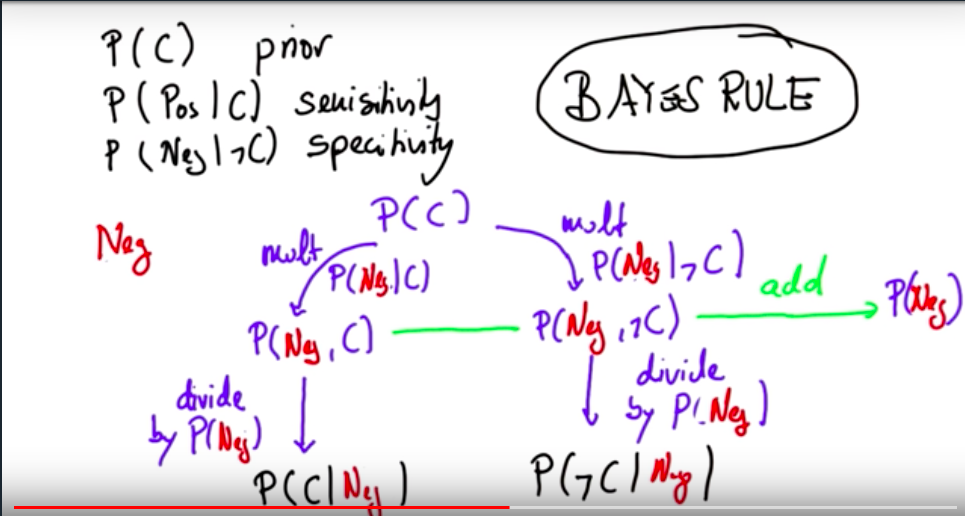 P(C) prior
P(Pos|C) sensitivity
P(Neg|¬C) specitivity
BAYES RULE
Neg
P(C)
mult
P(Neg|C)
mult
P(Neg|¬C)
add
P(Neg)
P(Neg, C)
P(Neg, ¬C)
divide
by P(Neg)
divide
by P(Neg)
P(C|Neg)
P(¬C|Neg)